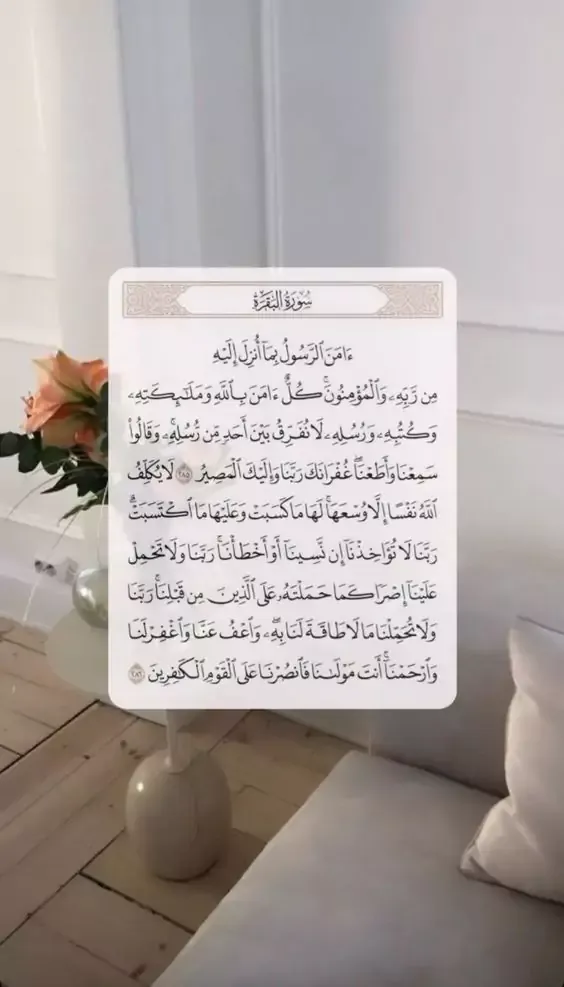 سُورَةُ البَقَرَةِ
ءَامَنَ ٱلرَّسُولُ بِمَآ أُنزِلَ إِلَيْهِ
مِن رَّبِّهِۦ وَٱلْمُؤْمِنُونَۚ كُلٌّ ءَامَنَ بِٱللَّهِ وَمَلَٰٓئِكَتِهِۦ
وَكُتُبِهِۦ وَرُسُلِهِۦ لَا نُفَرِّقُ بَيْنَ أَحَدٍ مِّن رُّسُلِهِۦۚ وَقَالُوا۟
سَمِعْنَا وَأَطَعْنَاۖ غُفْرَانَكَ رَبَّنَا وَإِلَيْكَ ٱلْمَصِيرُ ٢٨٥ لَا يُكَلِّفُ
ٱللَّهُ نَفْسًا إِلَّا وُسْعَهَاۚ لَهَا مَا كَسَبَتْ وَعَلَيْهَا مَا ٱكْتَسَبَتْۗ
رَبَّنَا لَا تُؤَاخِذْنَآ إِن نَّسِينَآ أَوْ أَخْطَأْنَاۚ رَبَّنَا وَلَا تَحْمِلْ
عَلَيْنَآ إِصْرًا كَمَا حَمَلْتَهُۥ عَلَى ٱلَّذِينَ مِن قَبْلِنَاۚ رَبَّنَا
وَلَا تُحَمِّلْنَا مَا لَا طَاقَةَ لَنَا بِهِۦۖ وَٱعْفُ عَنَّا وَٱغْفِرْ لَنَا
وَٱرْحَمْنَآۚ أَنتَ مَوْلَىٰنَا فَٱنصُرْنَا عَلَى ٱلْقَوْمِ ٱلْكَٰفِرِينَ ٢٨٦